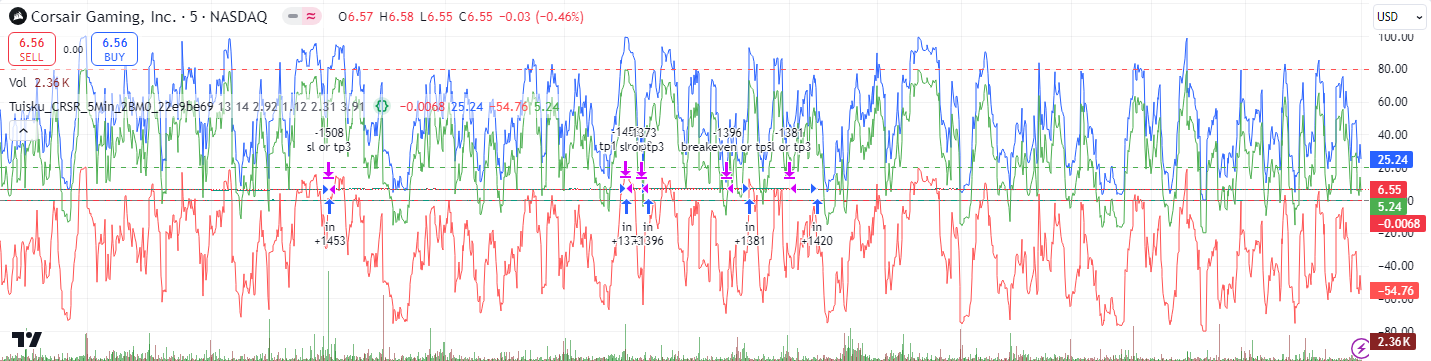 Corsair Gaming, Inc. · 5 · NASDAQ O6.57 H6.58 L6.55 C6.55 −0.03 (−0.46%)
USD
6.56 SELL 0.00 6.56 BUY
Vol 2.36 K
Tuisku_CRSR_5Min_2BM0_22e9be69 13 14 2.92 1.12 2.31 3.91 −0.0068 25.24 −54.76 5.24
100.00
80.00
60.00
40.00
25.24
6.55
5.24
−0.0068
−20.00
−40.00
−54.76
−80.00
2.36 K
-1508
sl or tp3
-1373
sl or tp3
-1396
breakeven or tp
-1381
sl or tp3
in
+1453
in
in
+1396
in
+1381
in
+1420